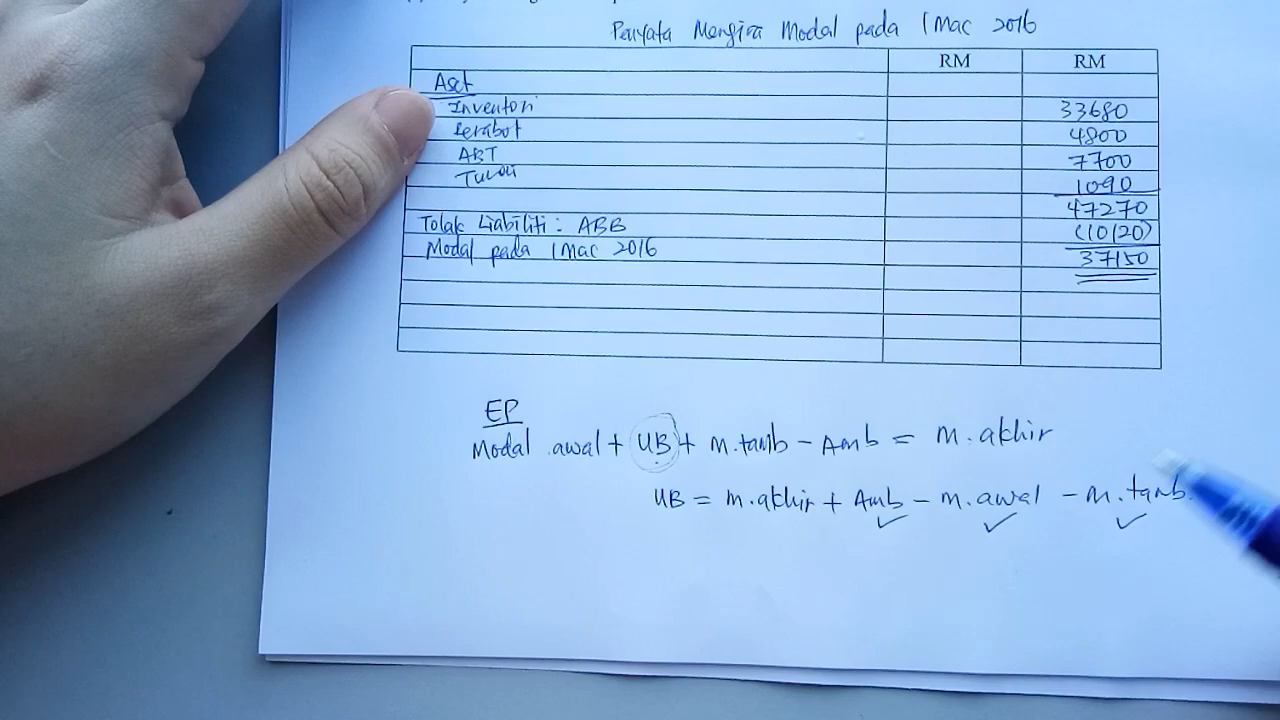 Penyata Mengira Modal pada 1 Mac 2016
RM RM
Aset
Inventori 33680
Perabot 4800
ABT 7700
Tunai 1090
47270
Tolak Liabiliti: ABB (10120)
Modal pada 1 Mac 2016 37150
EP
Modal awal + UB + M.tamb - Amb = M.akhir
UB = M.akhir + Amb - M.awal - M.tamb.